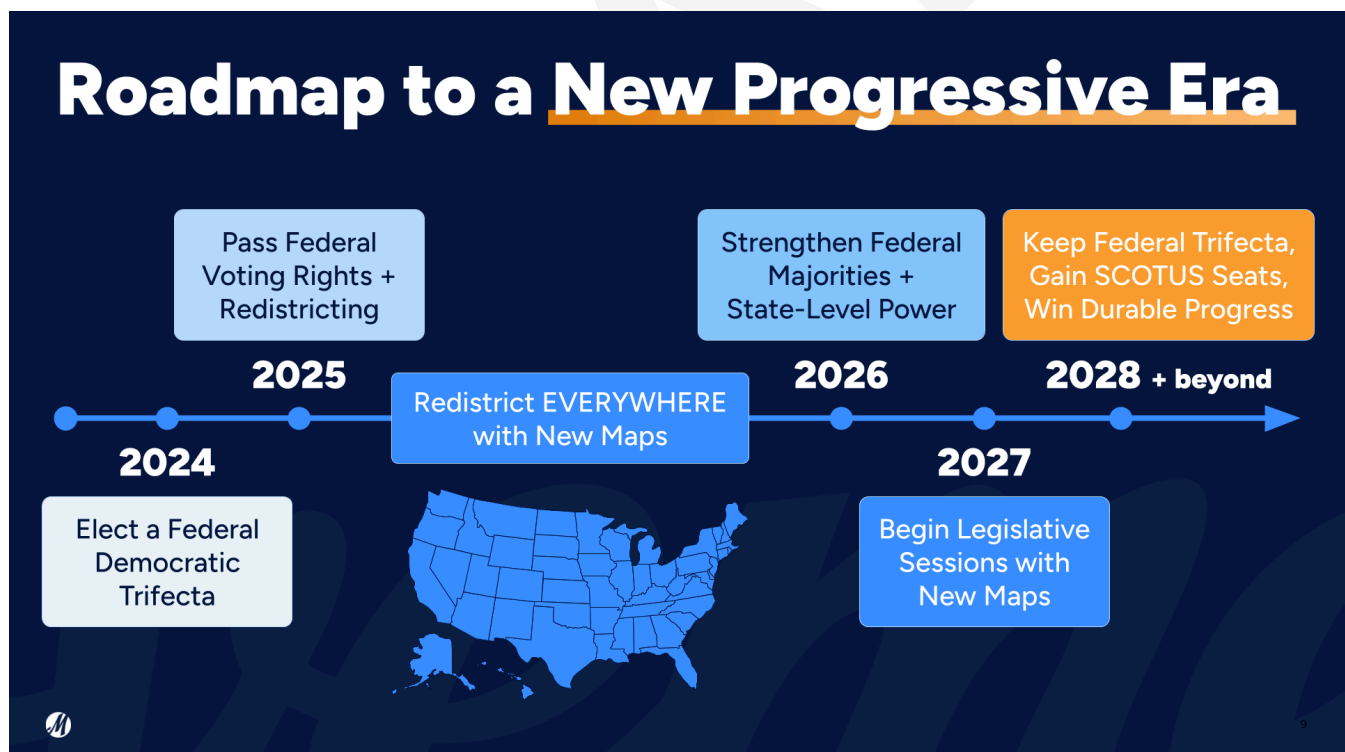 Roadmap to a New Progressive Era
Pass Federal
Voting Rights +
Redistricting
2025
Strengthen Federal
Majorities +
State-Level Power
2026
Keep Federal Trifecta,
Gain SCOTUS Seats,
Win Durable Progress
2028 + beyond
Redistrict EVERYWHERE
with New Maps
2024
Elect a Federal
Democratic
Trifecta
2027
Begin Legislative
Sessions with
New Maps
M
9